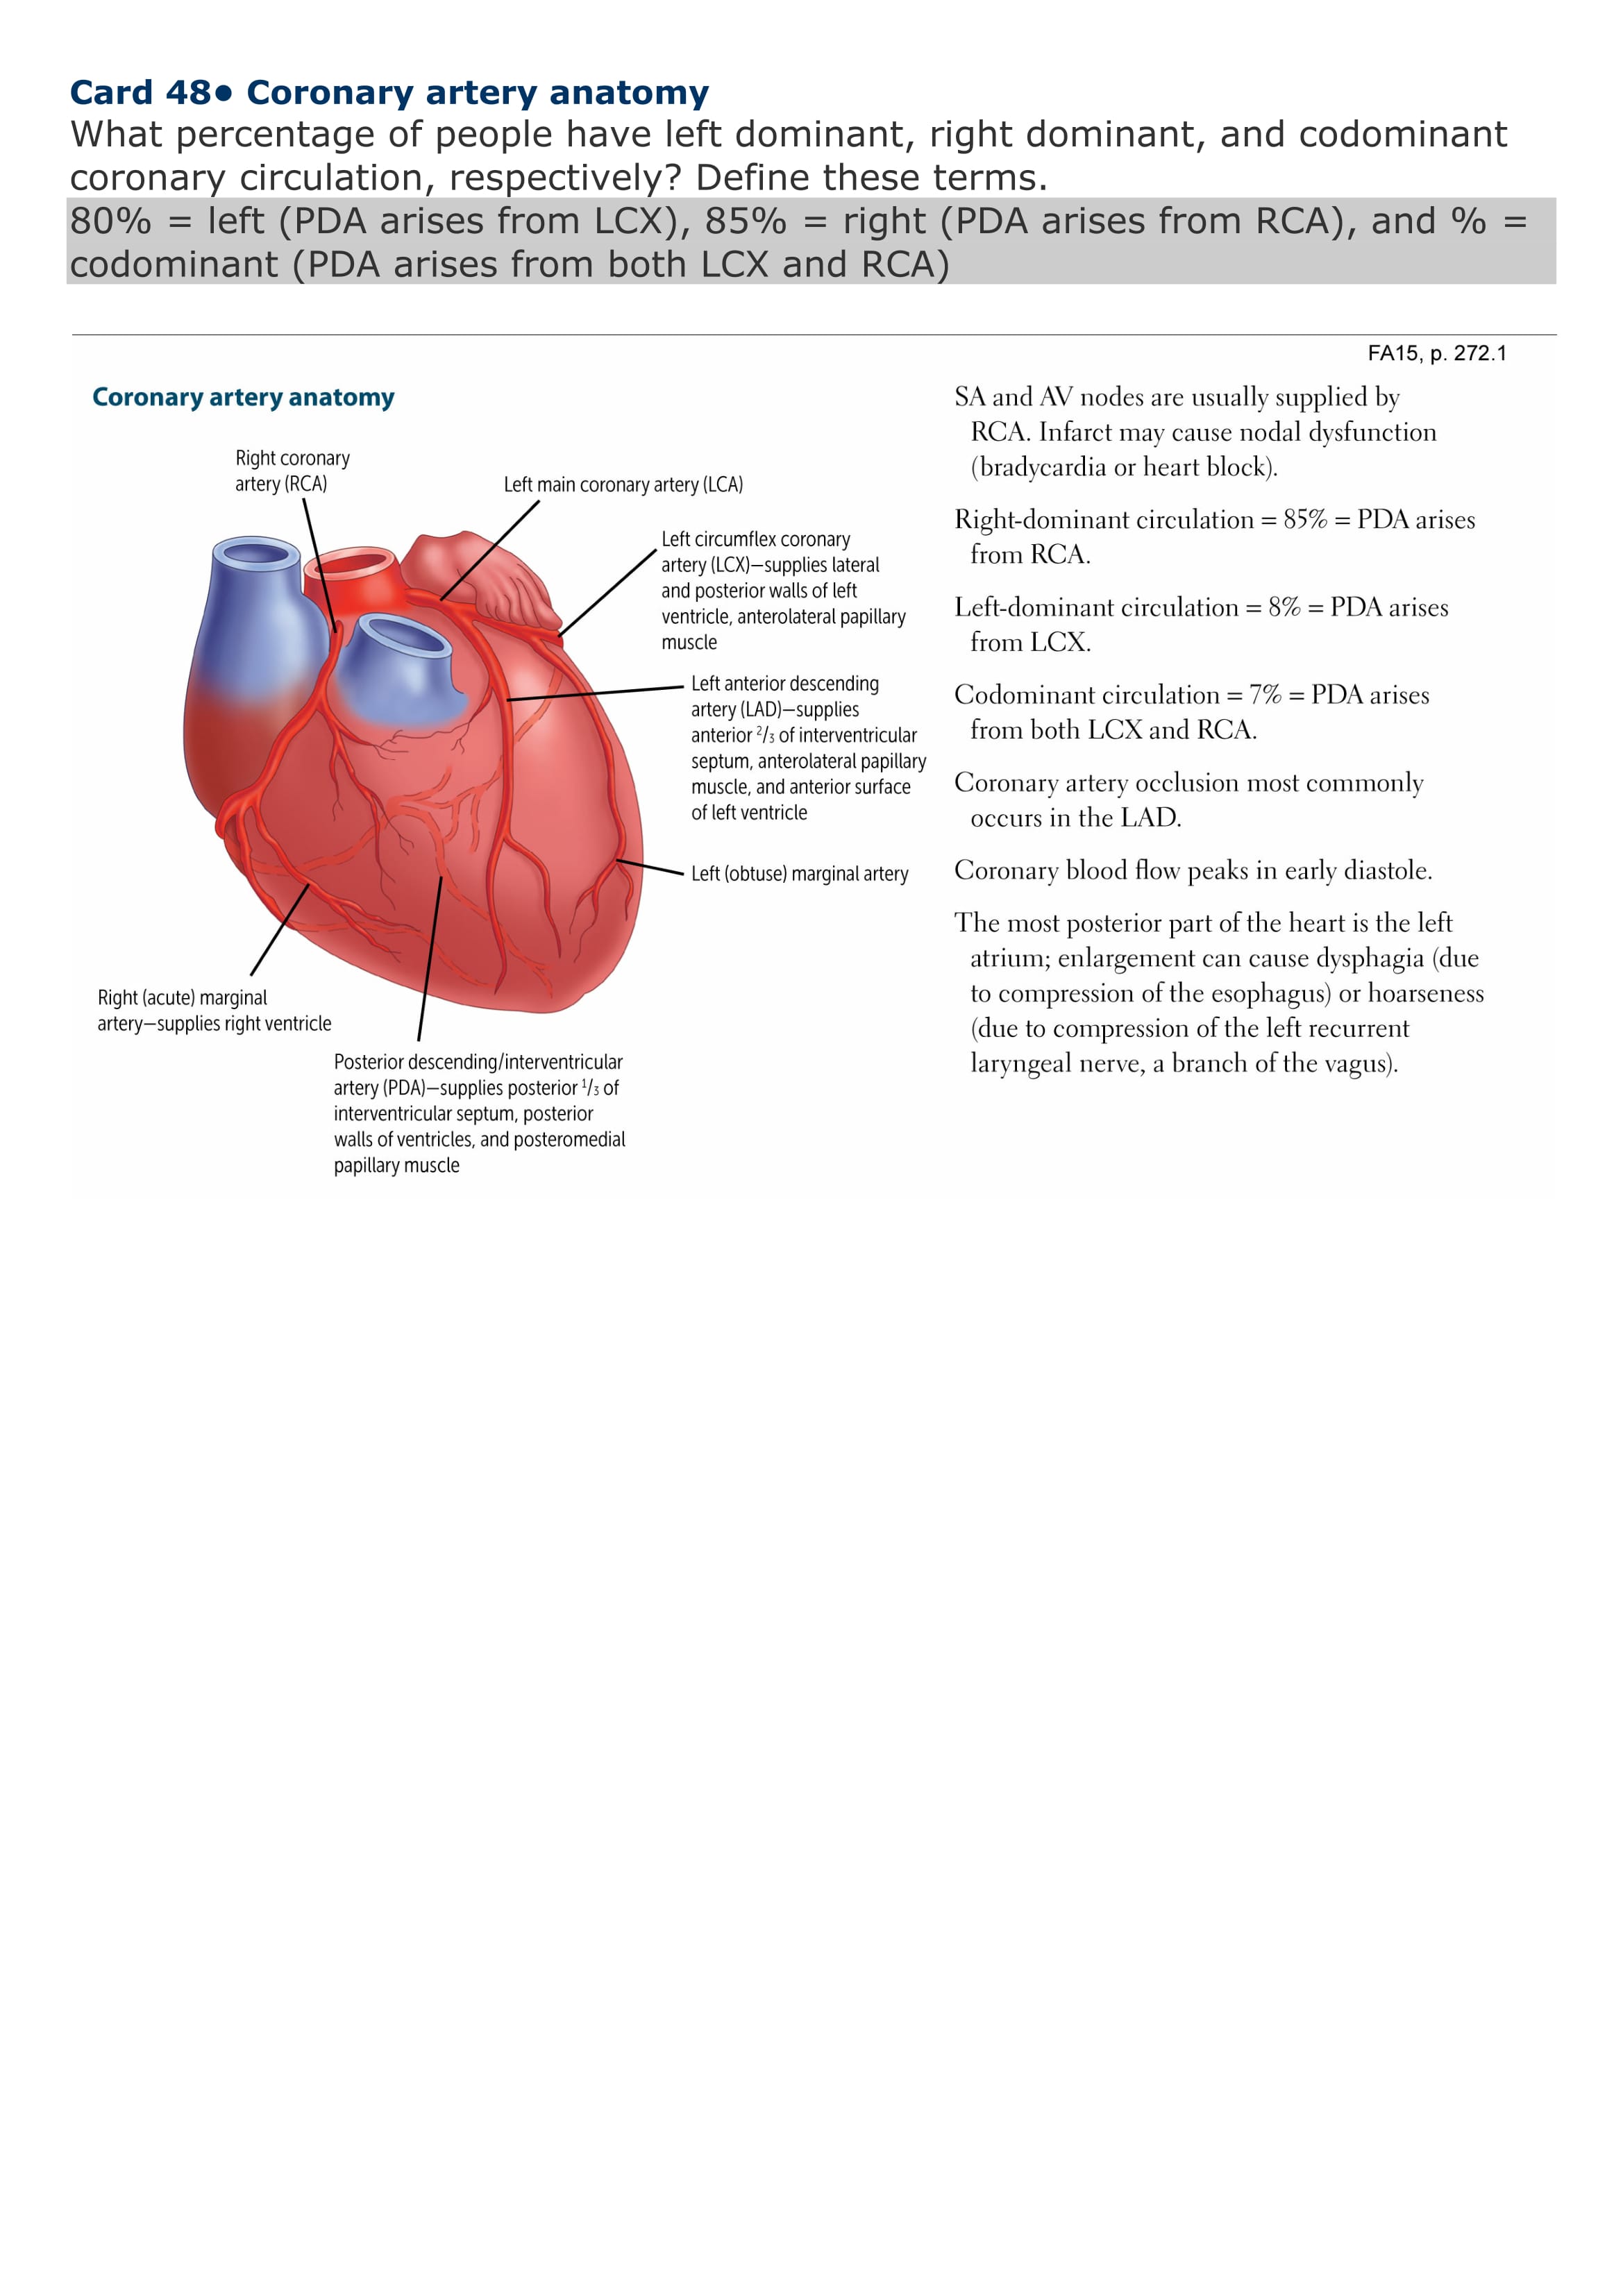 Card 48● Coronary artery anatomy
What percentage of people have left dominant, right dominant, and codominant
coronary circulation, respectively? Define these terms.
80% = left (PDA arises from LCX), 85% = right (PDA arises from RCA), and % =
codominant (PDA arises from both LCX and RCA)
FA15, p. 272.1
Coronary artery anatomy
Right coronary
artery (RCA)
Left main coronary artery (LCA)
Left circumflex coronary
artery (LCX)—supplies lateral
and posterior walls of left
ventricle, anterolateral papillary
muscle
Left anterior descending
artery (LAD)—supplies
anterior 2/3 of interventricular
septum, anterolateral papillary
muscle, and anterior surface
of left ventricle
Left (obtuse) marginal artery
Right (acute) marginal
artery—supplies right ventricle
Posterior descending/interventricular
artery (PDA)—supplies posterior 1/3 of
interventricular septum, posterior
walls of ventricles, and posteromedial
papillary muscle
SA and AV nodes are usually supplied by
RCA. Infarct may cause nodal dysfunction
(bradycardia or heart block).
Right-dominant circulation = 85% = PDA arises
from RCA.
Left-dominant circulation = 8% = PDA arises
from LCX.
Codominant circulation = 7% = PDA arises
from both LCX and RCA.
Coronary artery occlusion most commonly
occurs in the LAD.
Coronary blood flow peaks in early diastole.
The most posterior part of the heart is the left
atrium; enlargement can cause dysphagia (due
to compression of the esophagus) or hoarseness
(due to compression of the left recurrent
laryngeal nerve, a branch of the vagus).